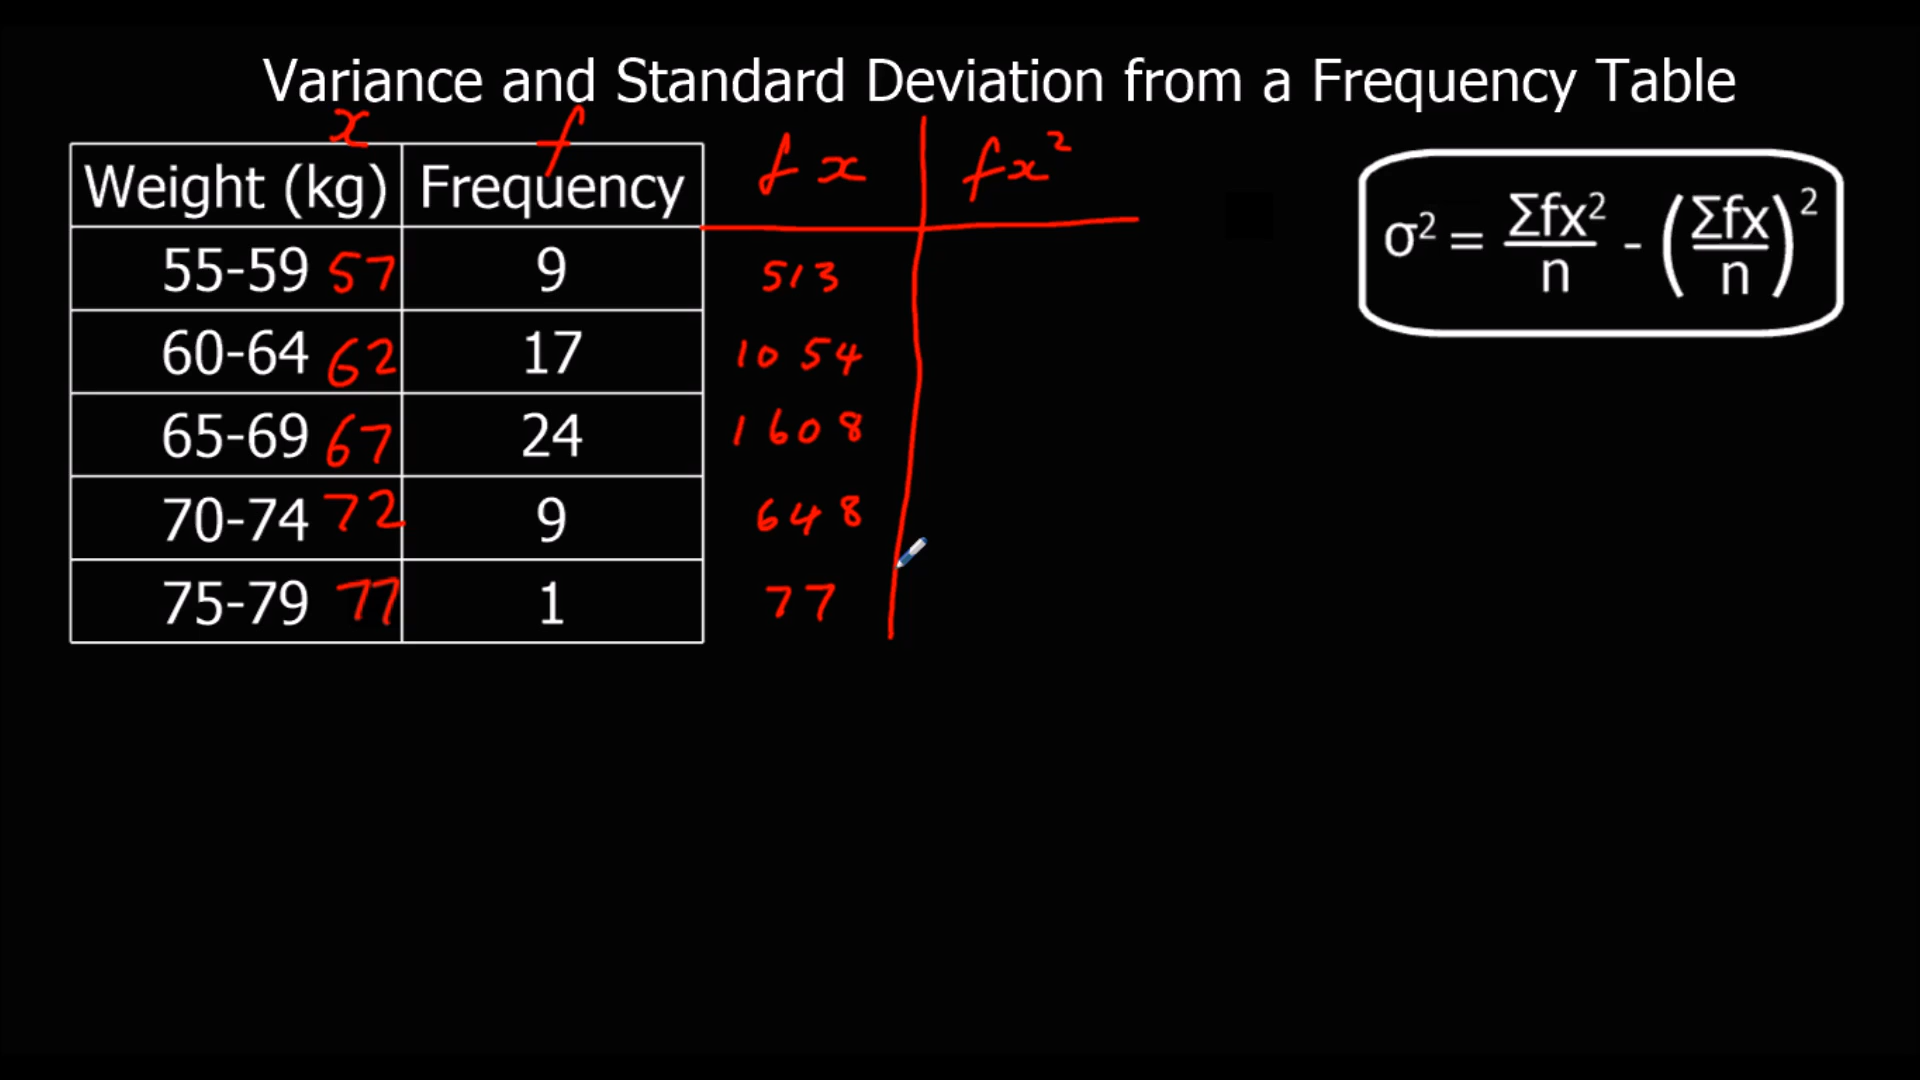 Variance and Standard Deviation from a Frequency Table
x f
Weight (kg) Frequency fx fx²
55-59 57 9 513
60-64 62 17 1054
65-69 67 24 1608
70-74 72 9 648
75-79 77 1 77
σ² = Σfx²/n - (Σfx/n)²